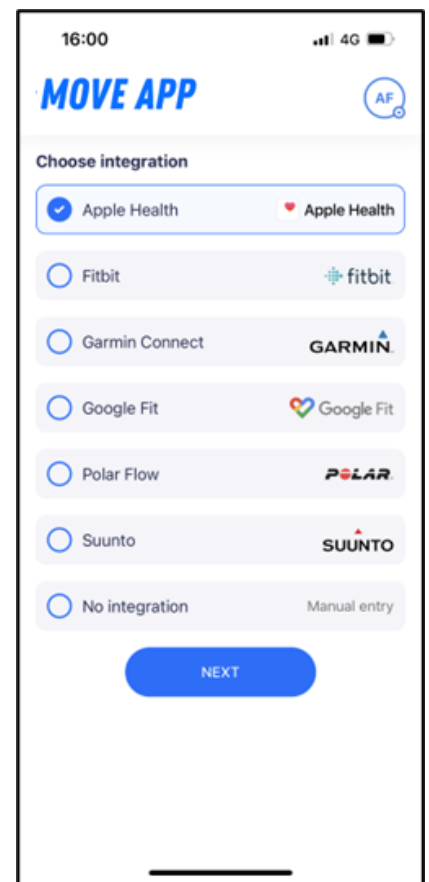 16:00 4G
MOVE APP AF
Choose integration
Apple Health Apple Health
Fitbit fitbit
Garmin Connect GARMIN.
Google Fit Google Fit
Polar Flow POLAR.
Suunto SUUNTO
No integration Manual entry
NEXT